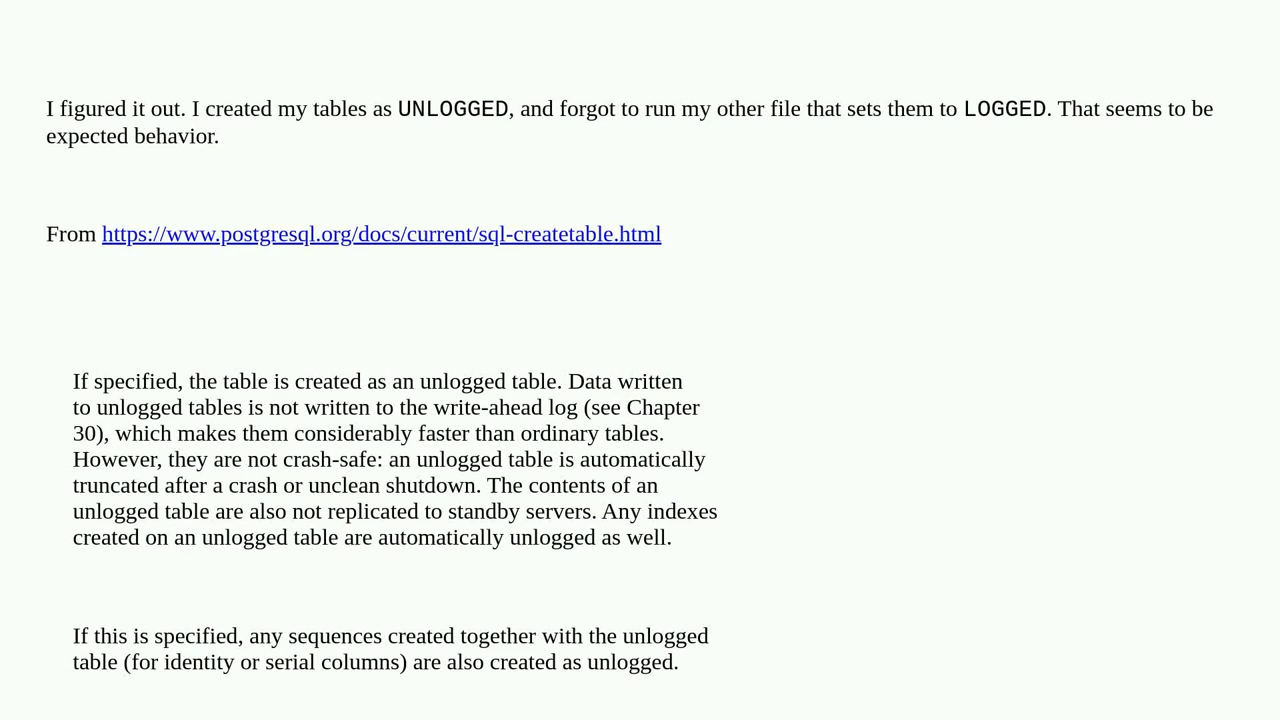 I figured it out. I created my tables as UNLOGGED, and forgot to run my other file that sets them to LOGGED. That seems to be
expected behavior.
From https://www.postgresql.org/docs/current/sql-createtable.html
If specified, the table is created as an unlogged table. Data written
to unlogged tables is not written to the write-ahead log (see Chapter
30), which makes them considerably faster than ordinary tables.
However, they are not crash-safe: an unlogged table is automatically
truncated after a crash or unclean shutdown. The contents of an
unlogged table are also not replicated to standby servers. Any indexes
created on an unlogged table are automatically unlogged as well.
If this is specified, any sequences created together with the unlogged
table (for identity or serial columns) are also created as unlogged.